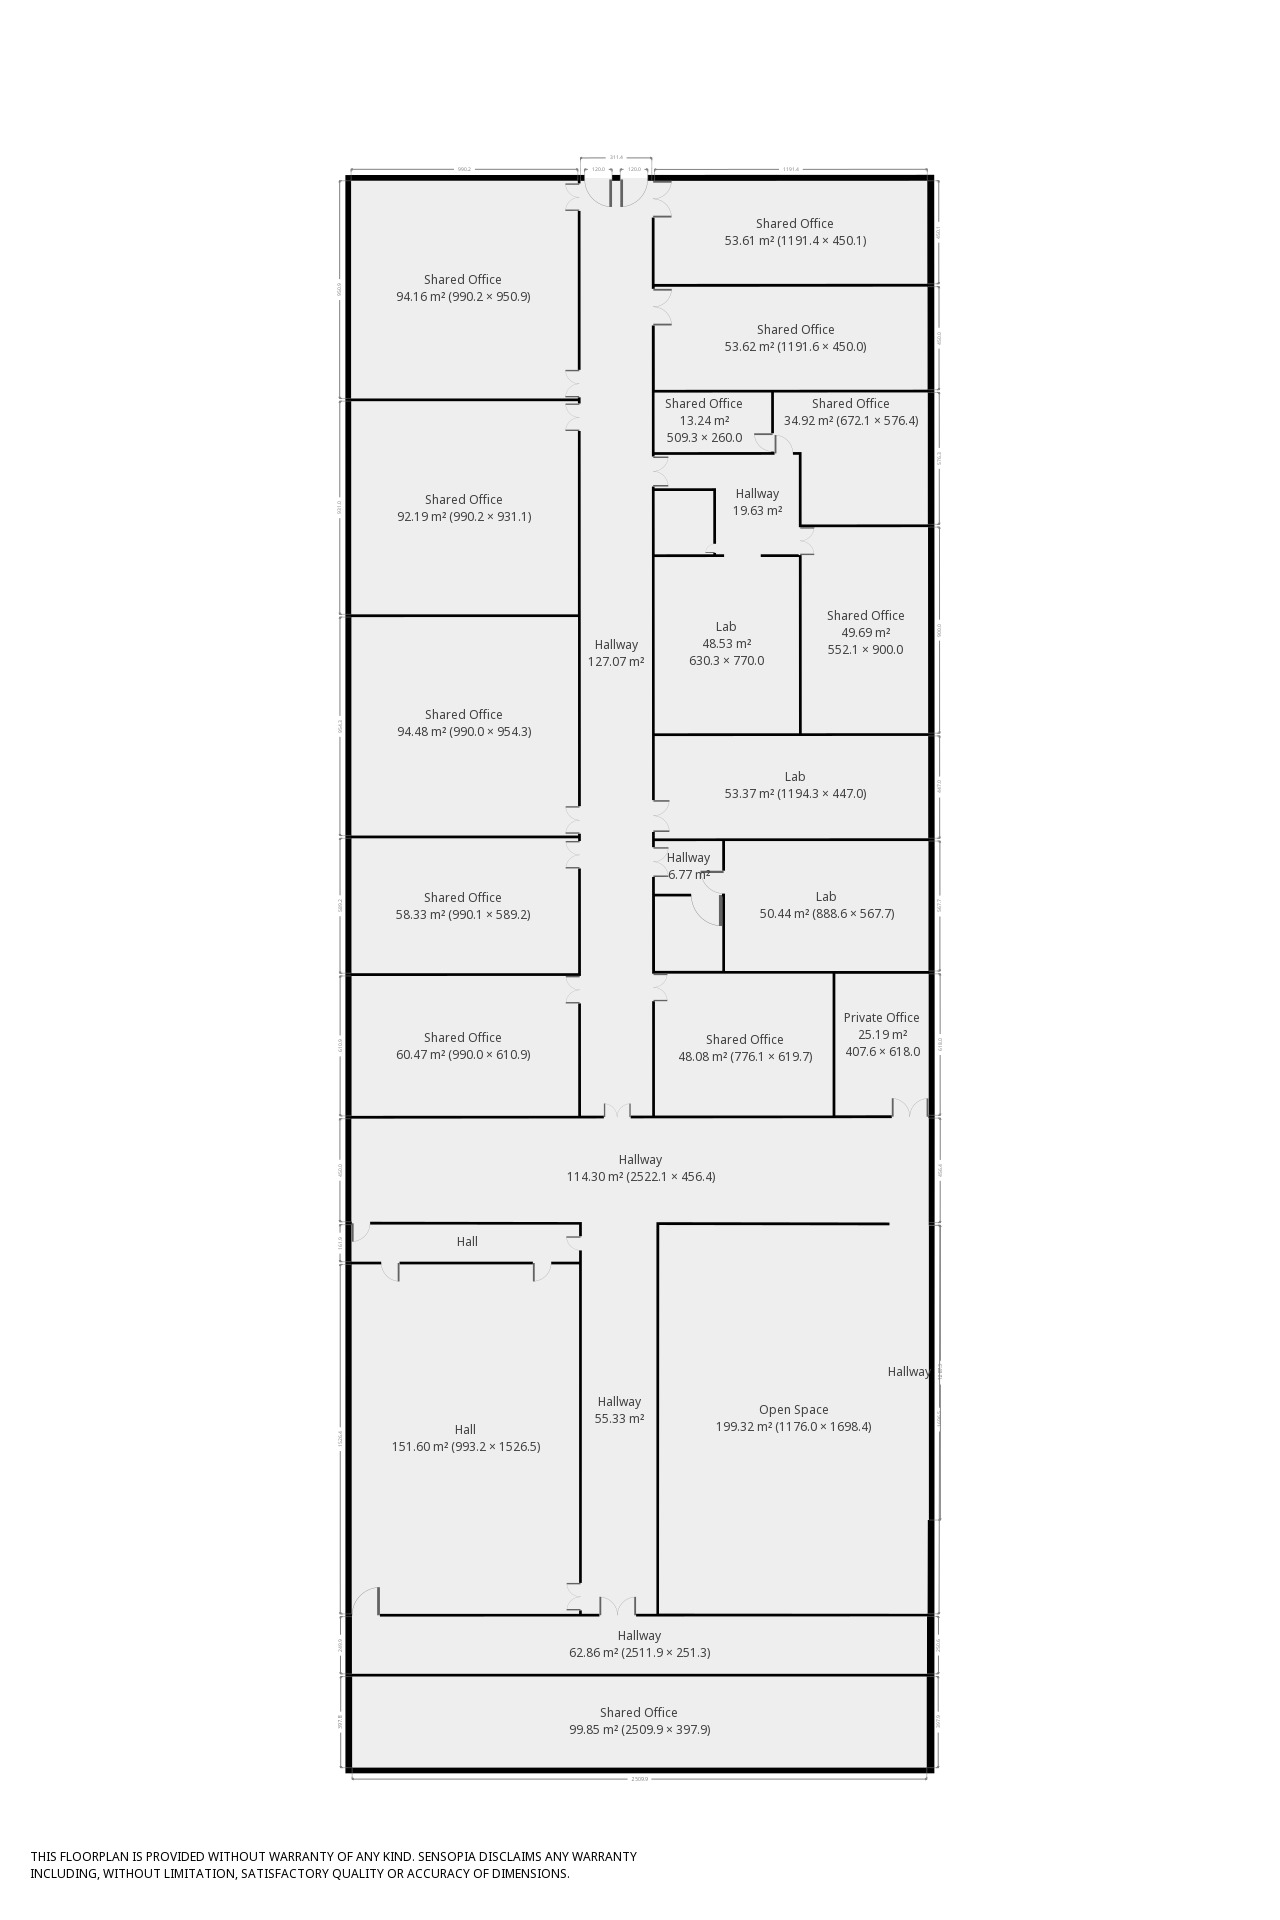 311.4
990.2
120.0
120.9
1191.4
Shared Office
53.61 m² (1191.4 × 450.1)
Shared Office
94.16 m² (990.2 × 950.9)
Shared Office
53.62 m² (1191.6 × 450.0)
Shared Office
13.24 m²
509.3 × 260.0
Shared Office
34.92 m² (672.1 × 576.4)
Shared Office
92.19 m² (990.2 × 931.1)
Hallway
19.63 m²
Shared Office
49.69 m²
552.1 × 900.0
Lab
48.53 m²
630.3 × 770.0
Hallway
127.07 m²
Shared Office
94.48 m² (990.0 × 954.3)
Lab
53.37 m² (1194.3 × 447.0)
Hallway
6.77 m²
Shared Office
58.33 m² (990.1 × 589.2)
Lab
50.44 m² (888.6 × 567.7)
Shared Office
60.47 m² (990.0 × 610.9)
Shared Office
48.08 m² (776.1 × 619.7)
Private Office
25.19 m²
407.6 × 618.0
Hallway
114.30 m² (2522.1 × 456.4)
Hall
Hallway
Hallway
55.33 m²
Open Space
199.32 m² (1176.0 × 1698.4)
Hall
151.60 m² (993.2 × 1526.5)
Hallway
62.86 m² (2511.9 × 251.3)
Shared Office
99.85 m² (2509.9 × 397.9)
2509.9
THIS FLOORPLAN IS PROVIDED WITHOUT WARRANTY OF ANY KIND. SENSOPIA DISCLAIMS ANY WARRANTY
INCLUDING, WITHOUT LIMITATION, SATISFACTORY QUALITY OR ACCURACY OF DIMENSIONS.